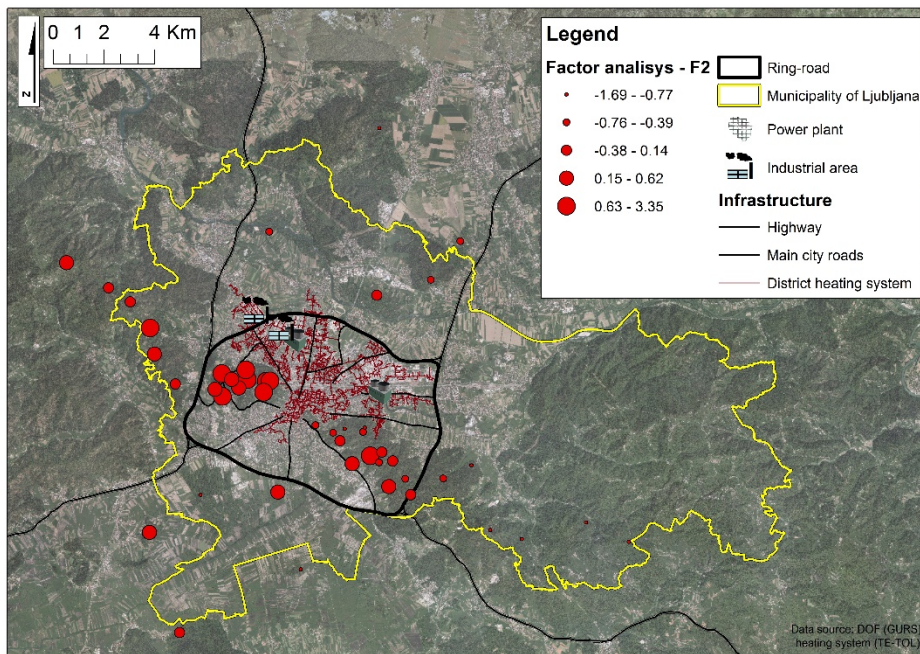 0 1 2 4 Km
N
Legend
Factor analisys - F2
-1.69 - -0.77
-0.76 - -0.39
-0.38 - 0.14
0.15 - 0.62
0.63 - 3.35
Ring-road
Municipality of Ljubljana
Power plant
Industrial area
Infrastructure
Highway
Main city roads
District heating system
Data source: DOF (GURS)
heating system (TE-TOL)